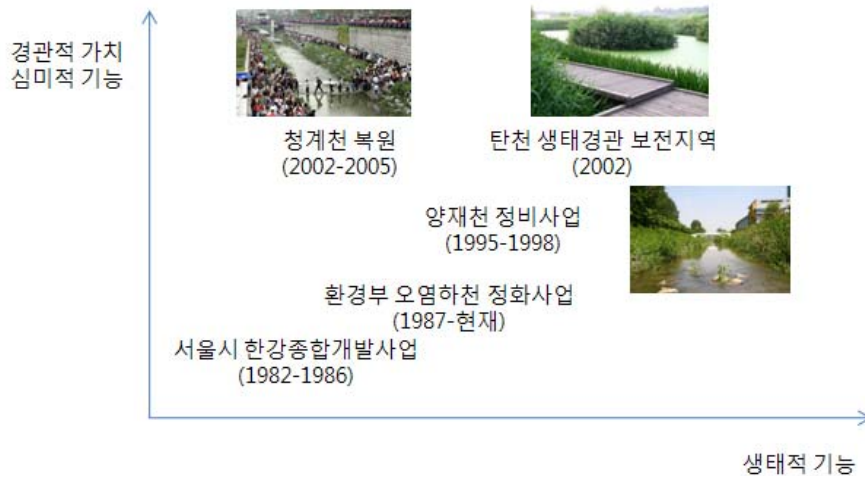 경관적 가치
심미적 기능
청계천 복원
(2002-2005)
탄천 생태경관 보전지역
(2002)
양재천 정비사업
(1995-1998)
환경부 오염하천 정화사업
(1987-현재)
서울시 한강종합개발사업
(1982-1986)
생태적 기능